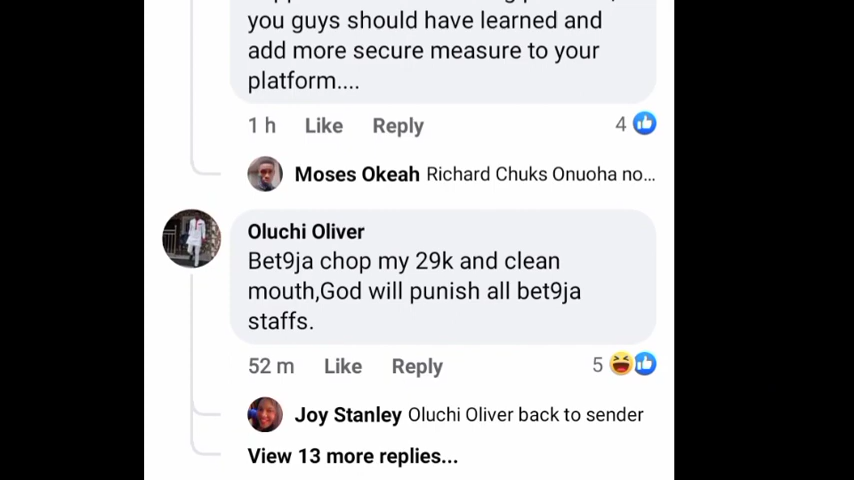 you guys should have learned and
add more secure measure to your
platform....
1 h Like Reply 4
Moses Okeah Richard Chuks Onuoha no...
Oluchi Oliver
Bet9ja chop my 29k and clean
mouth,God will punish all bet9ja
staffs.
52 m Like Reply 5
Joy Stanley Oluchi Oliver back to sender
View 13 more replies...